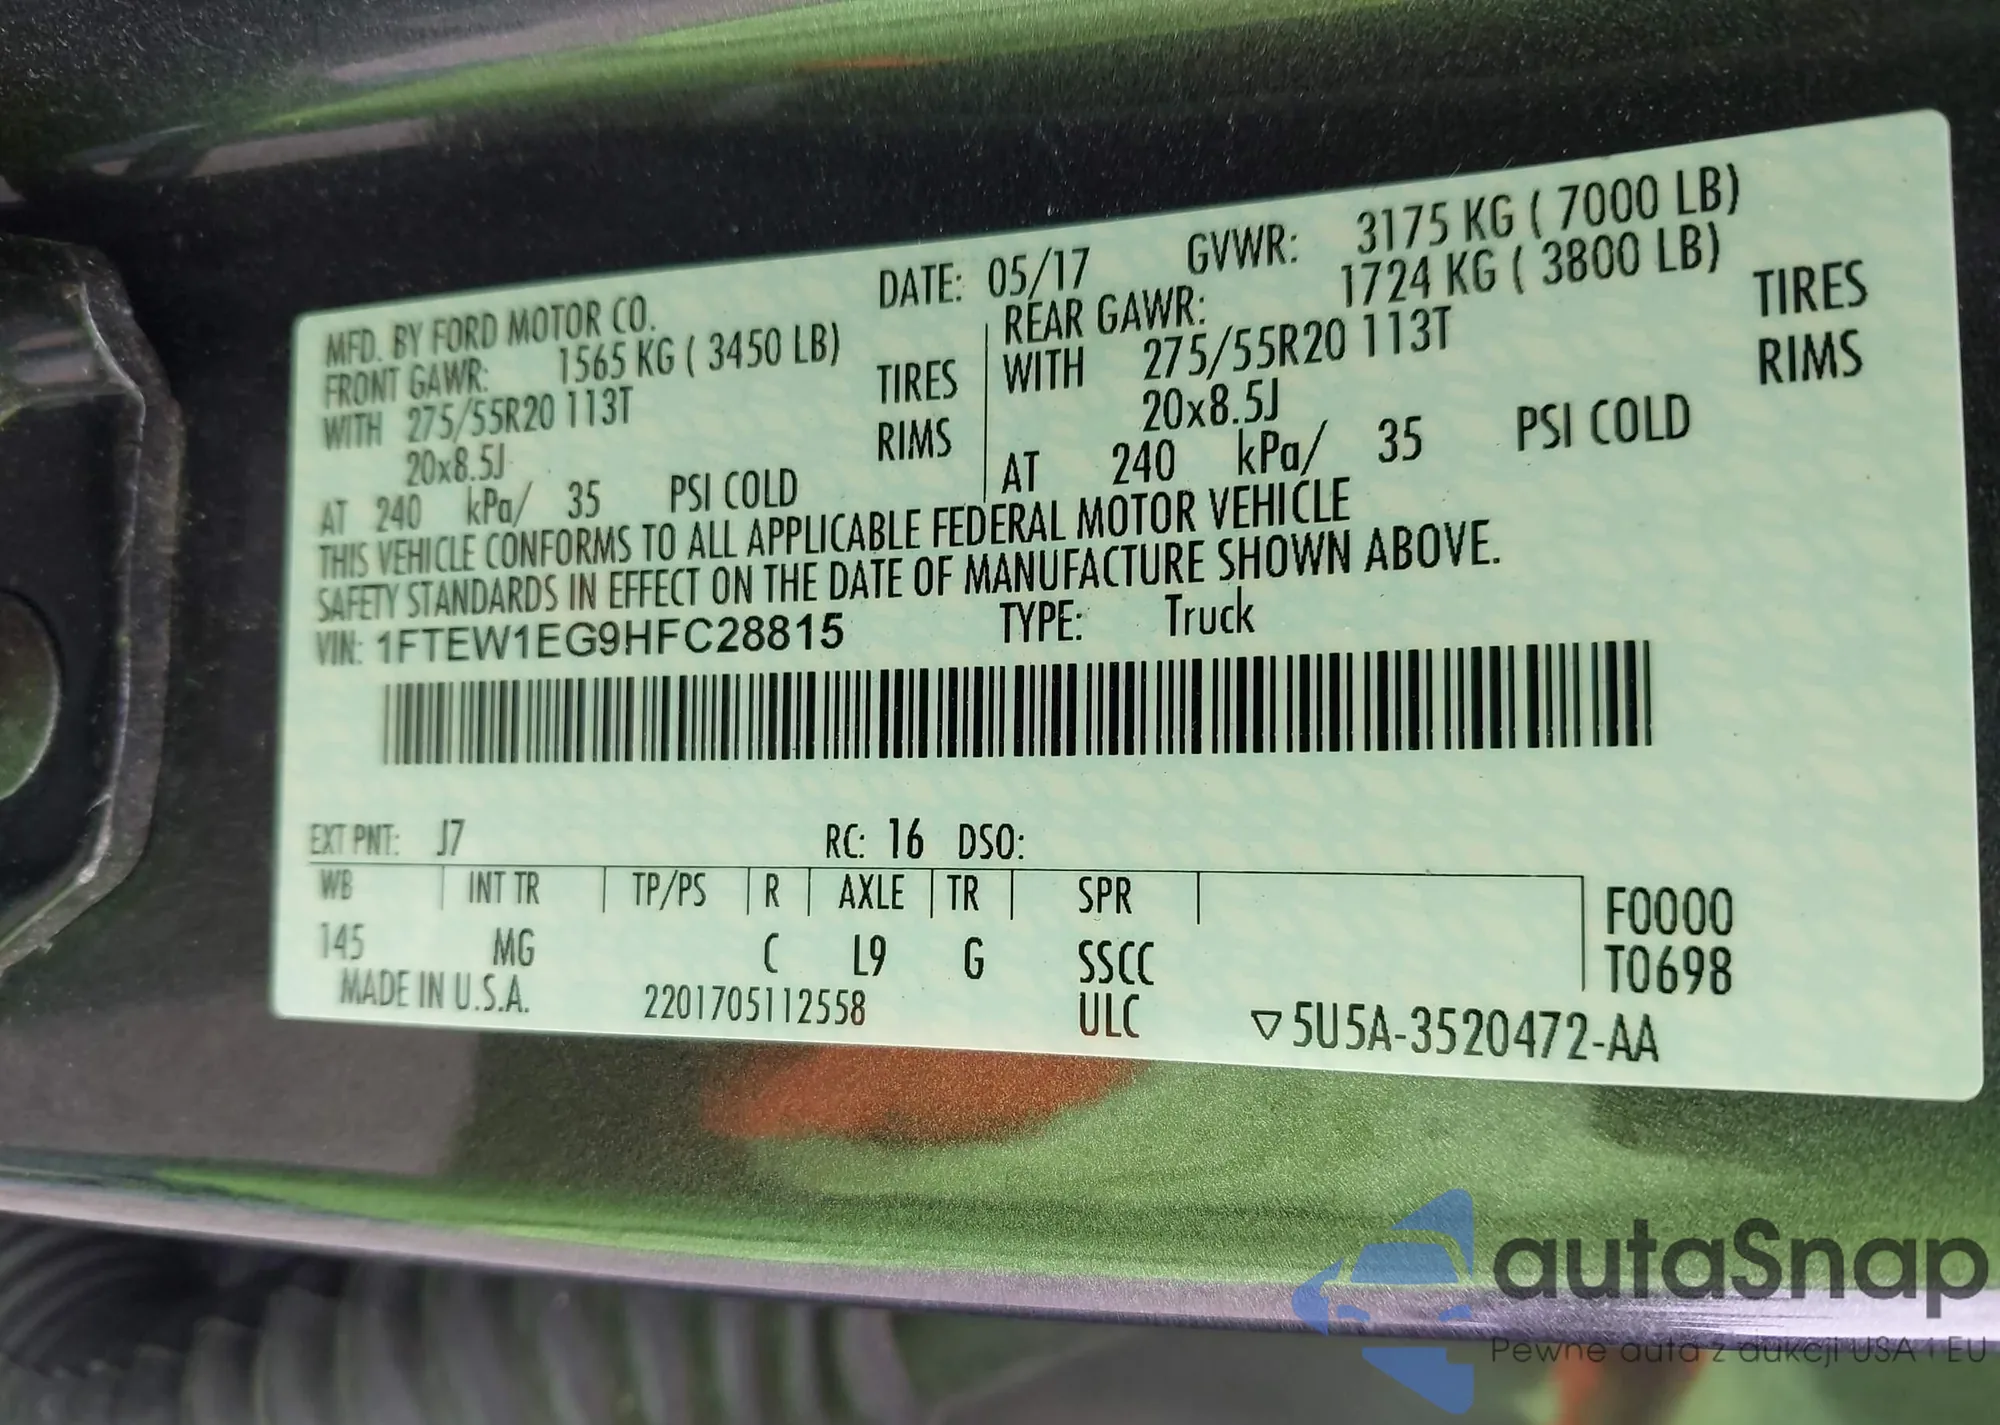 MFD. BY FORD MOTOR CO. DATE: 05/17 GVWR: 3175 KG ( 7000 LB)
FRONT GAWR: 1565 KG ( 3450 LB) REAR GAWR: 1724 KG ( 3800 LB)
WITH 275/55R20 113T TIRES WITH 275/55R20 113T TIRES
20x8.5J RIMS 20x8.5J RIMS
AT 240 kPa/ 35 PSI COLD AT 240 kPa/ 35 PSI COLD
THIS VEHICLE CONFORMS TO ALL APPLICABLE FEDERAL MOTOR VEHICLE
SAFETY STANDARDS IN EFFECT ON THE DATE OF MANUFACTURE SHOWN ABOVE.
VIN: 1FTEW1EG9HFC28815 TYPE: Truck
EXT PNT: J7 RC: 16 DSO:
WB INT TR TP/PS R AXLE TR SPR F0000
145 MG C L9 G SSCC T0698
MADE IN U.S.A. 2201705112558 ULC ▽5U5A-3520472-AA
autaSnap
Pewne auta z aukcji USA i EU